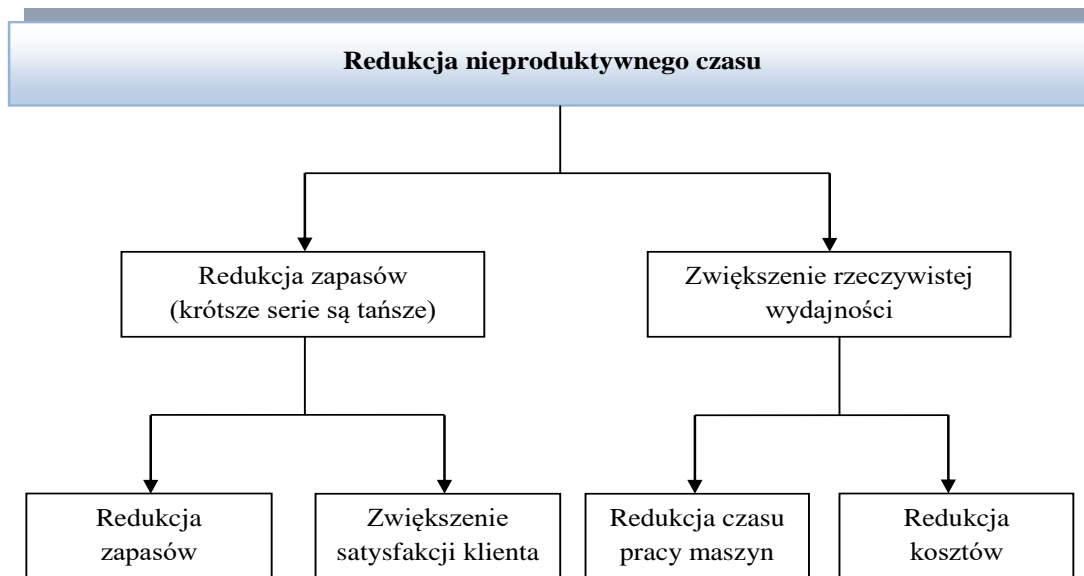 Redukcja nieproduktywnego czasu
Redukcja zapasów
(krótsze serie są tańsze)
Zwiększenie rzeczywistej
wydajności
Redukcja
zapasów
Zwiększenie
satysfakcji klienta
Redukcja czasu
pracy maszyn
Redukcja
kosztów